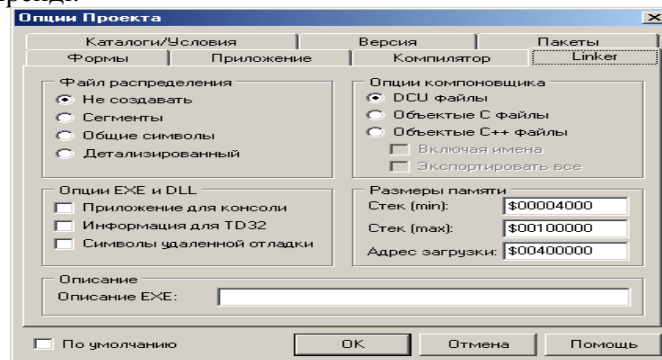 Опции Проекта
Каталоги/Условия Версия Пакеты
Формы Приложение Компилятор Linker
Файл распределения
Не создавать
Сегменты
Общие символы
Детализированный
Опции компоновщика
DCU файлы
Объектые C файлы
Объектые C++ файлы
Включая имена
Экспортировать все
Опции EXE и DLL
Приложение для консоли
Информация для TD32
Символы удаленной отладки
Размеры памяти
Стек (min): $00004000
Стек (max): $00100000
Адрес загрузки: $00400000
Описание
Описание EXE:
По умолчанию OK Отмена Помощь